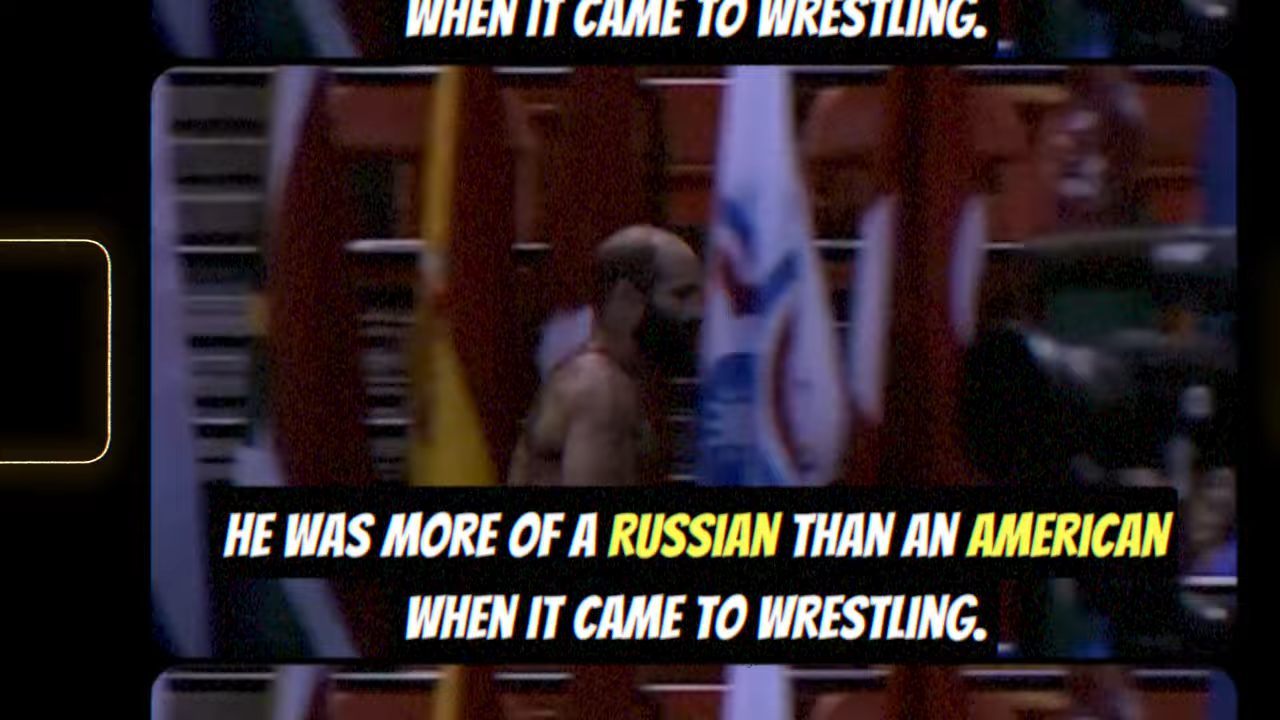 WHEN IT CAME TO WRESTLING.
HE WAS MORE OF A RUSSIAN THAN AN AMERICAN
WHEN IT CAME TO WRESTLING.